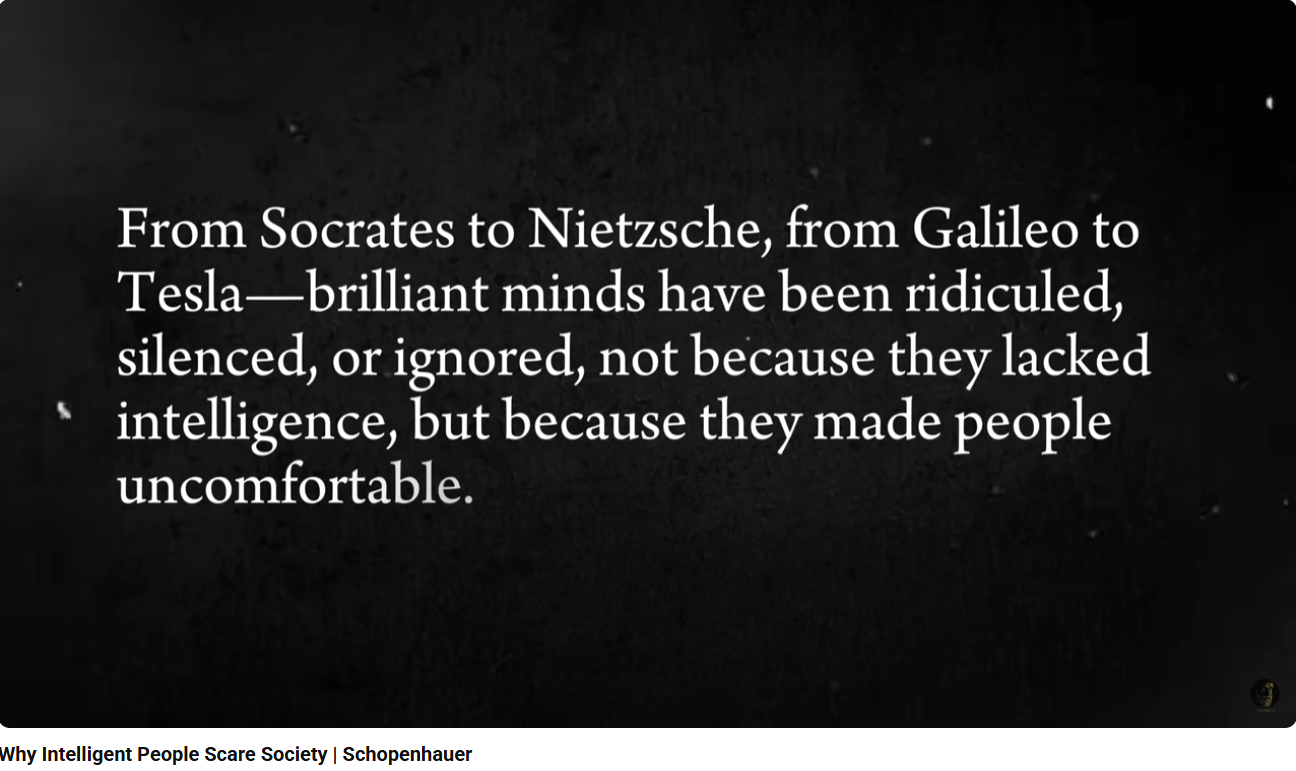 From Socrates to Nietzsche, from Galileo to
Tesla—brilliant minds have been ridiculed,
silenced, or ignored, not because they lacked
intelligence, but because they made people
uncomfortable.
Why Intelligent People Scare Society | Schopenhauer